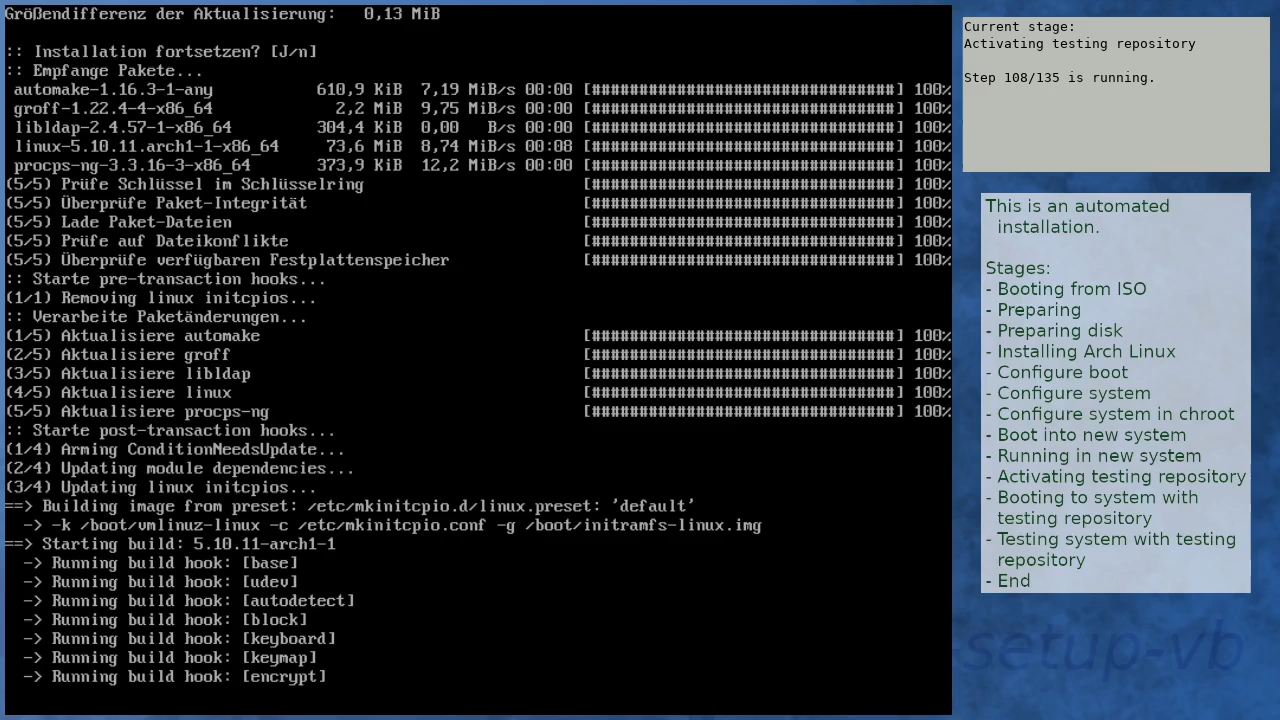 Größendifferenz der Aktualisierung:   0,13 MiB
:: Installation fortsetzen? [J/n]
:: Empfange Pakete...
automake-1.16.3-1-any           610,9 KiB  7,19 MiB/s 00:00 [################################] 100%
groff-1.22.4-4-x86_64             2,2 MiB  9,75 MiB/s 00:00 [################################] 100%
libldap-2.4.57-1-x86_64         304,4 KiB  0,00   B/s 00:00 [################################] 100%
linux-5.10.11.arch1-1-x86_64     73,6 MiB  8,74 MiB/s 00:08 [################################] 100%
procps-ng-3.3.16-3-x86_64       373,9 KiB  12,2 MiB/s 00:00 [################################] 100%
(5/5) Prüfe Schlüssel im Schlüsselring                       [################################] 100%
(5/5) Überprüfe Paket-Integrität                             [################################] 100%
(5/5) Lade Paket-Dateien                                     [################################] 100%
(5/5) Prüfe auf Dateikonflikte                               [################################] 100%
(5/5) Überprüfe verfügbaren Festplattenspeicher              [################################] 100%
:: Starte pre-transaction hooks...
(1/1) Removing linux initcpios...
:: Verarbeite Paketänderungen...
(1/5) Aktualisiere automake                                  [################################] 100%
(2/5) Aktualisiere groff                                     [################################] 100%
(3/5) Aktualisiere libldap                                   [################################] 100%
(4/5) Aktualisiere linux                                     [################################] 100%
(5/5) Aktualisiere procps-ng                                 [################################] 100%
:: Starte post-transaction hooks...
(1/4) Arming ConditionNeedsUpdate...
(2/4) Updating module dependencies...
(3/4) Updating linux initcpios...
==> Building image from preset: /etc/mkinitcpio.d/linux.preset: 'default'
  -> -k /boot/vmlinuz-linux -c /etc/mkinitcpio.conf -g /boot/initramfs-linux.img
==> Starting build: 5.10.11-arch1-1
  -> Running build hook: [base]
  -> Running build hook: [udev]
  -> Running build hook: [autodetect]
  -> Running build hook: [block]
  -> Running build hook: [keyboard]
  -> Running build hook: [keymap]
  -> Running build hook: [encrypt]
Current stage:
Activating testing repository
Step 108/135 is running.
This is an automated
installation.
Stages:
- Booting from ISO
- Preparing
- Preparing disk
- Installing Arch Linux
- Configure boot
- Configure system
- Configure system in chroot
- Boot into new system
- Running in new system
- Activating testing repository
- Booting to system with
testing repository
- Testing system with testing
repository
- End
-setup-vb